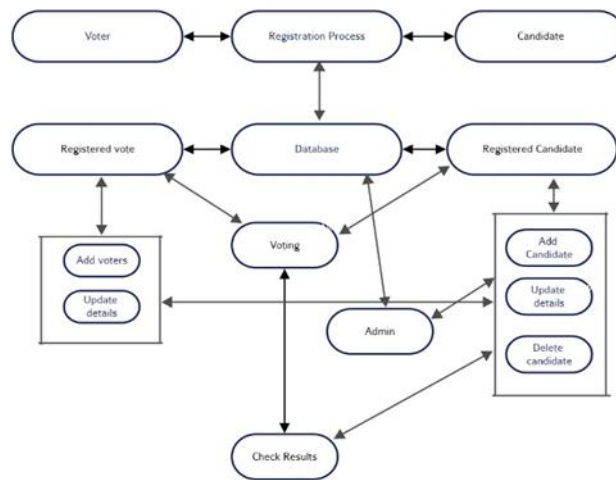 Voter
Registration Process
Candidate
Registered vote
Database
Registered Candidate
Voting
Add voters
Update
details
Add
Candidate
Update
details
Admin
Delete
candidate
Check Results